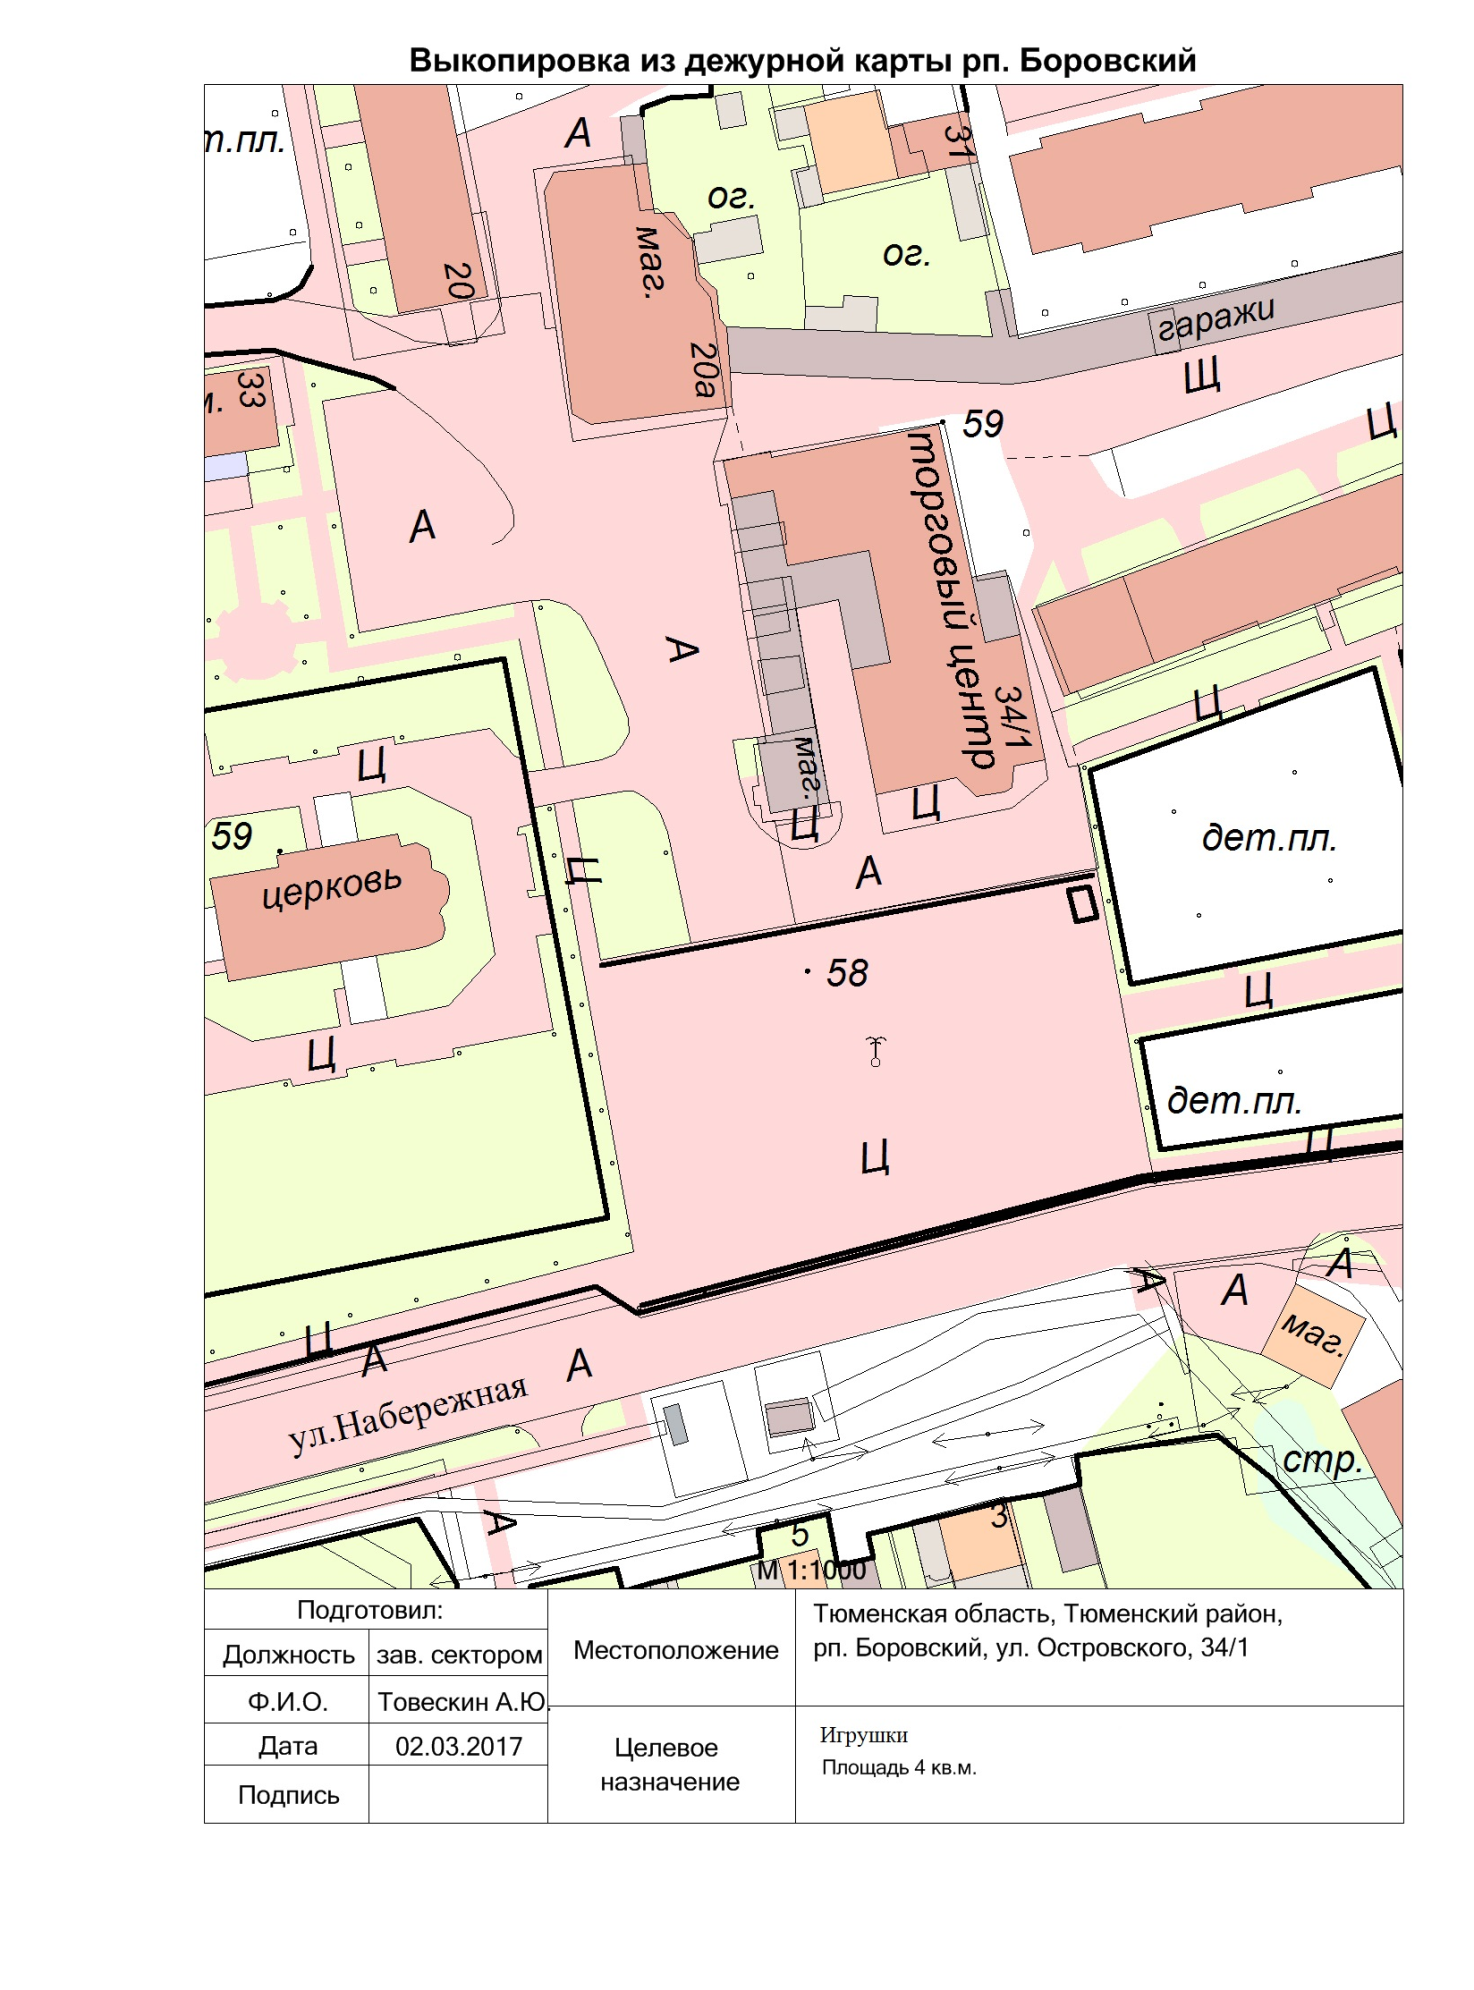 Выкопировка из дежурной карты рп. Боровский
А
31
т.пл.
ог.
маг.
ог.
20
гаражи
20а
33
Щ
59
Ц
торговый центр
А
А
34/1
Ц
маг.
Ц
Ц
Ц
59
дет.пл.
церковь
Ц
А
58
Ц
Ц
дет.пл.
Ц
Ц
А
А
А
маг.
Ц
А
А
ул.Набережная
стр.
А
5
3
М 1:1000
Подготовил:
Должность
зав. сектором
Ф.И.О.
Товескин А.Ю.
Дата
02.03.2017
Подпись
Местоположение
Тюменская область, Тюменский район,
рп. Боровский, ул. Островского, 34/1
Целевое
назначение
Игрушки
Площадь 4 кв.м.